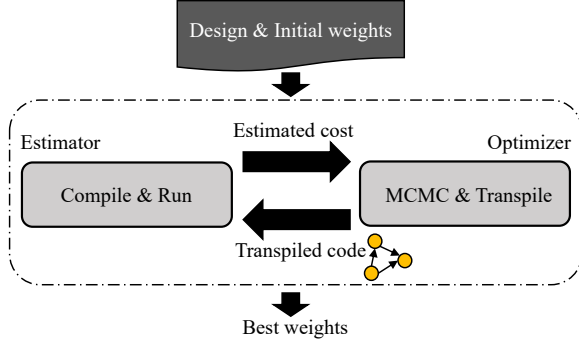 Design & Initial weights
Estimated cost
Estimator
Optimizer
Compile & Run
MCMC & Transpile
Transpiled code
Best weights